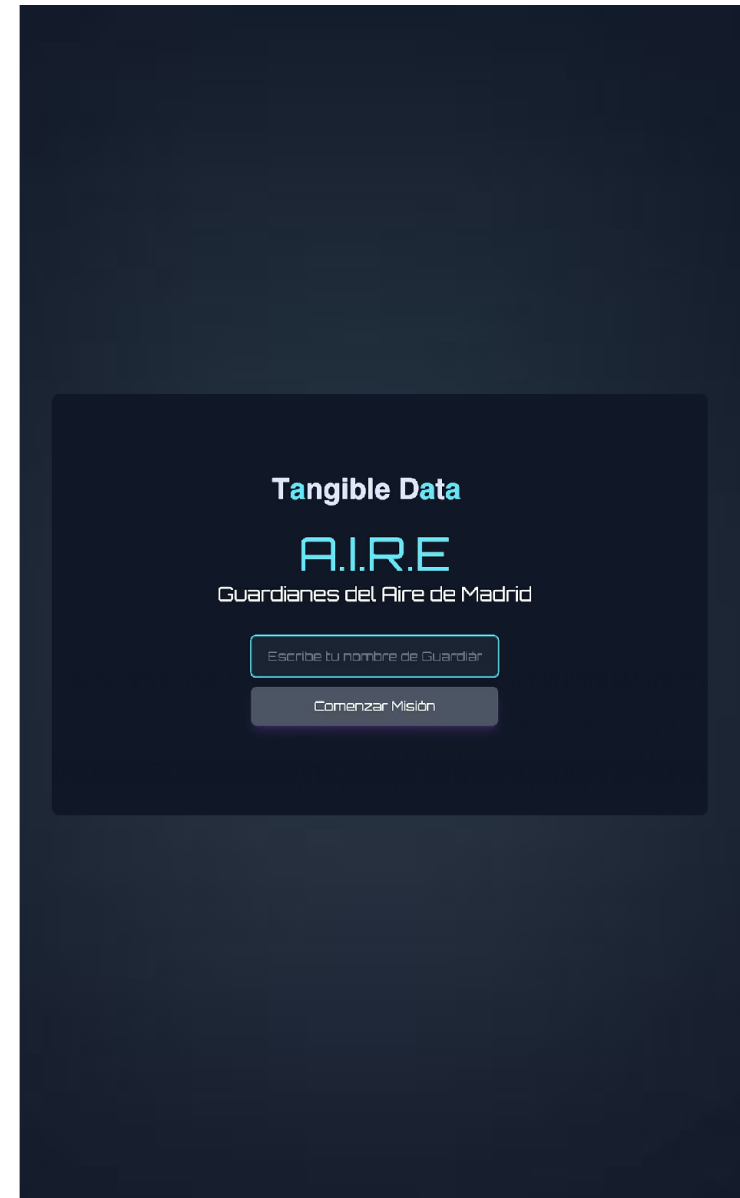 Tangible Data
A.I.R.E
Guardianes del Aire de Madrid
Escribe tu nombre de Guardián
Comenzar Misión